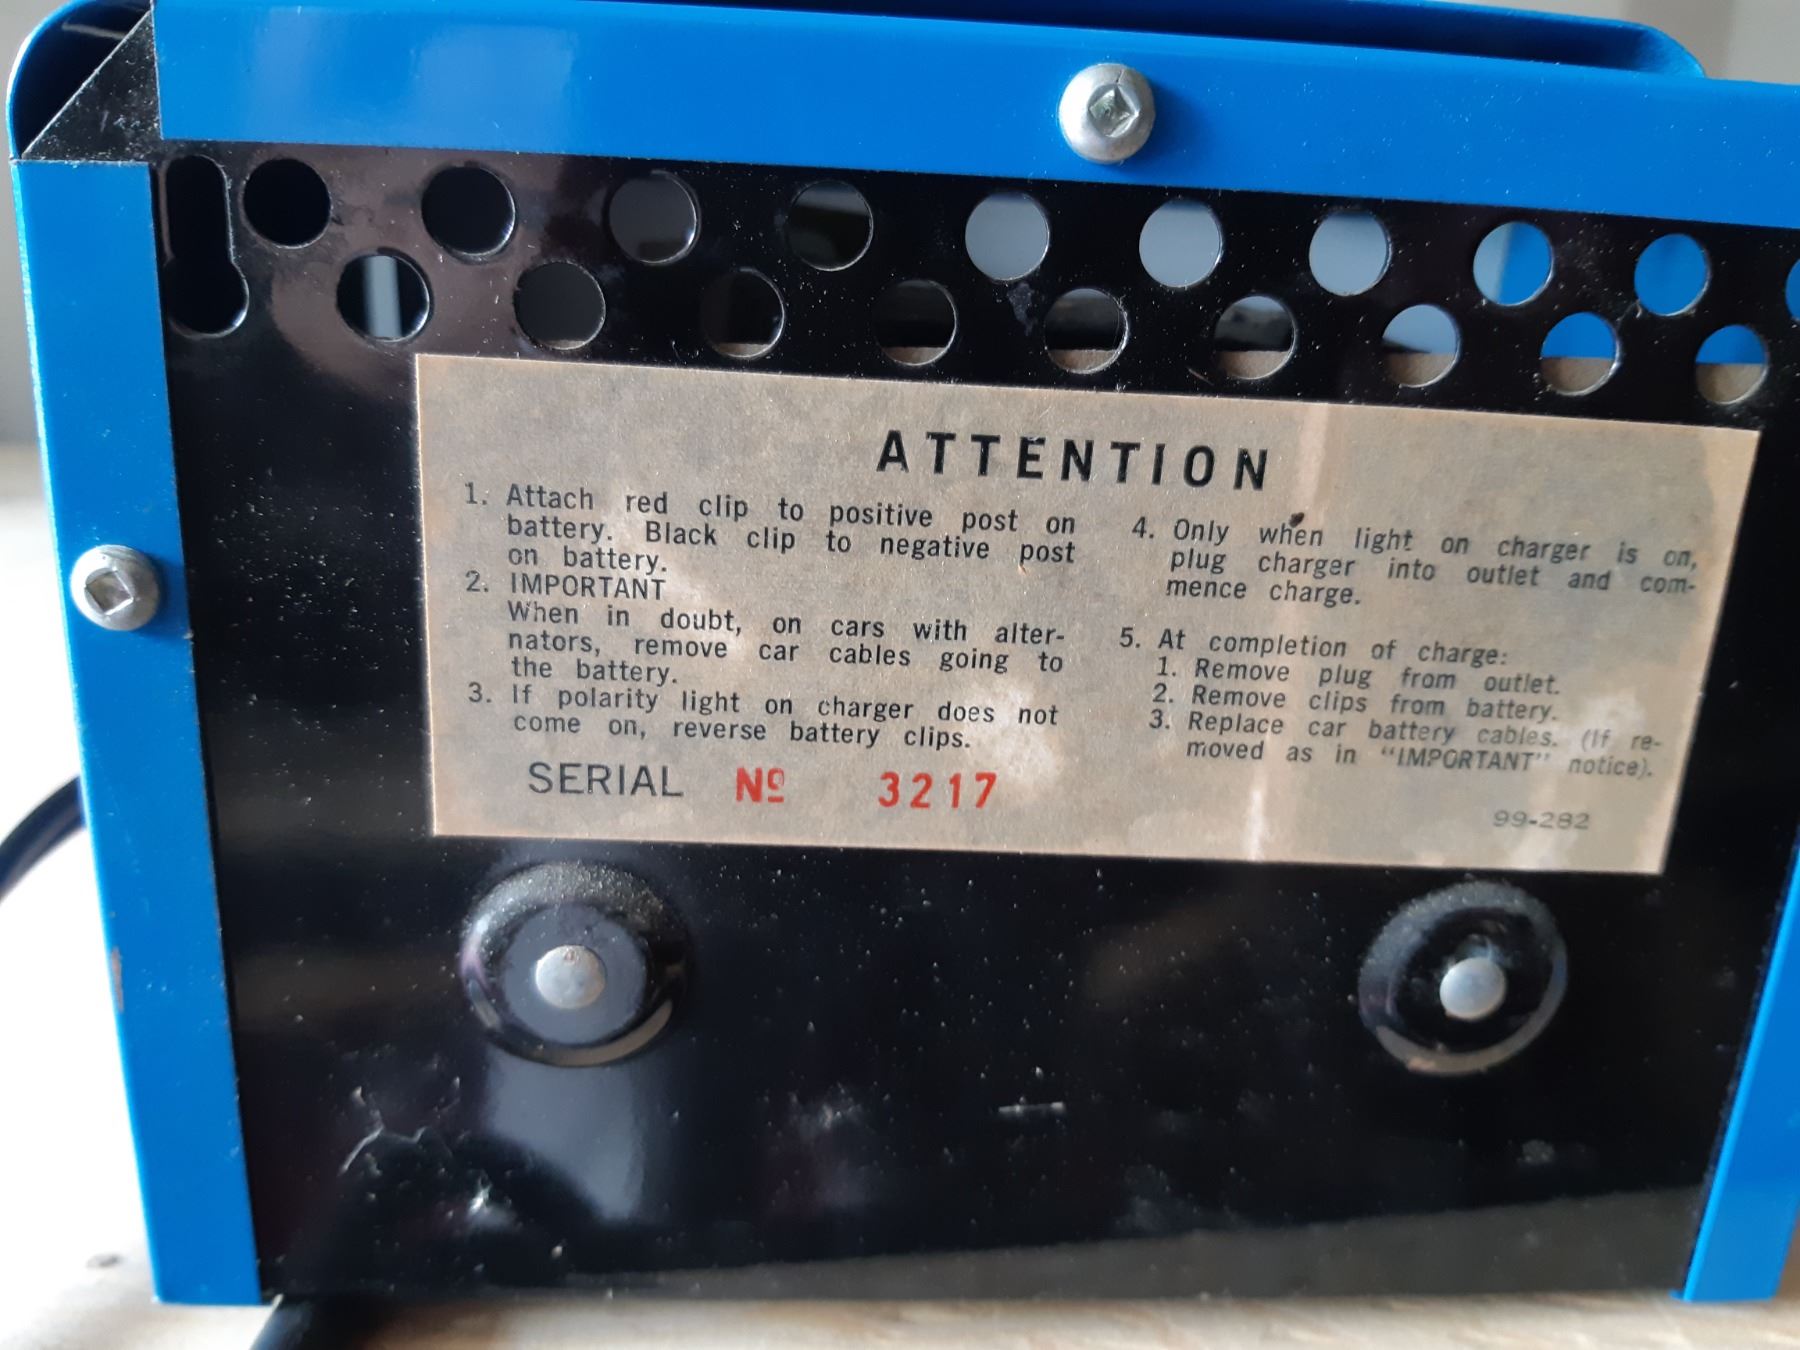 ATTENTION
1. Attach red clip to positive post on
battery. Black clip to negative post
on battery.
2. IMPORTANT
When in doubt, on cars with alter-
nators, remove car cables going to
the battery.
3. If polarity light on charger does not
come on, reverse battery clips.
SERIAL Nº 3217
4. Only when light on charger is on,
plug charger into outlet and com-
mence charge.
5. At completion of charge:
1. Remove plug from outlet.
2. Remove clips from battery.
3. Replace car battery cables. (If re-
moved as in "IMPORTANT" notice).
99-282